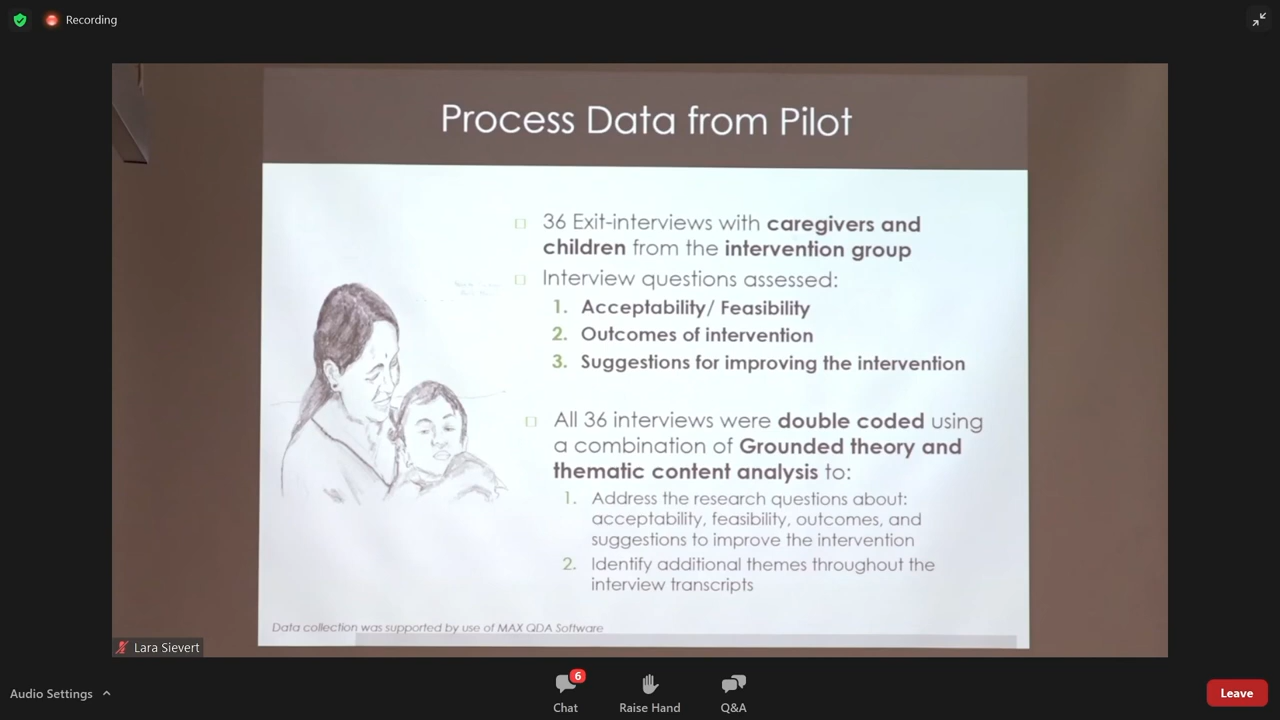 Recording
Process Data from Pilot
36 Exit-interviews with caregivers and
children from the intervention group
Interview questions assessed:
1. Acceptability/ Feasibility
2. Outcomes of intervention
3. Suggestions for improving the intervention
All 36 interviews were double coded using
a combination of Grounded theory and
thematic content analysis to:
1. Address the research questions about:
acceptability, feasibility, outcomes, and
suggestions to improve the intervention
2. Identify additional themes throughout the
interview transcripts
Data collection was supported by use of MAX QDA Software
Lara Sievert
Audio Settings
6
Chat
Raise Hand
Q&A
Leave